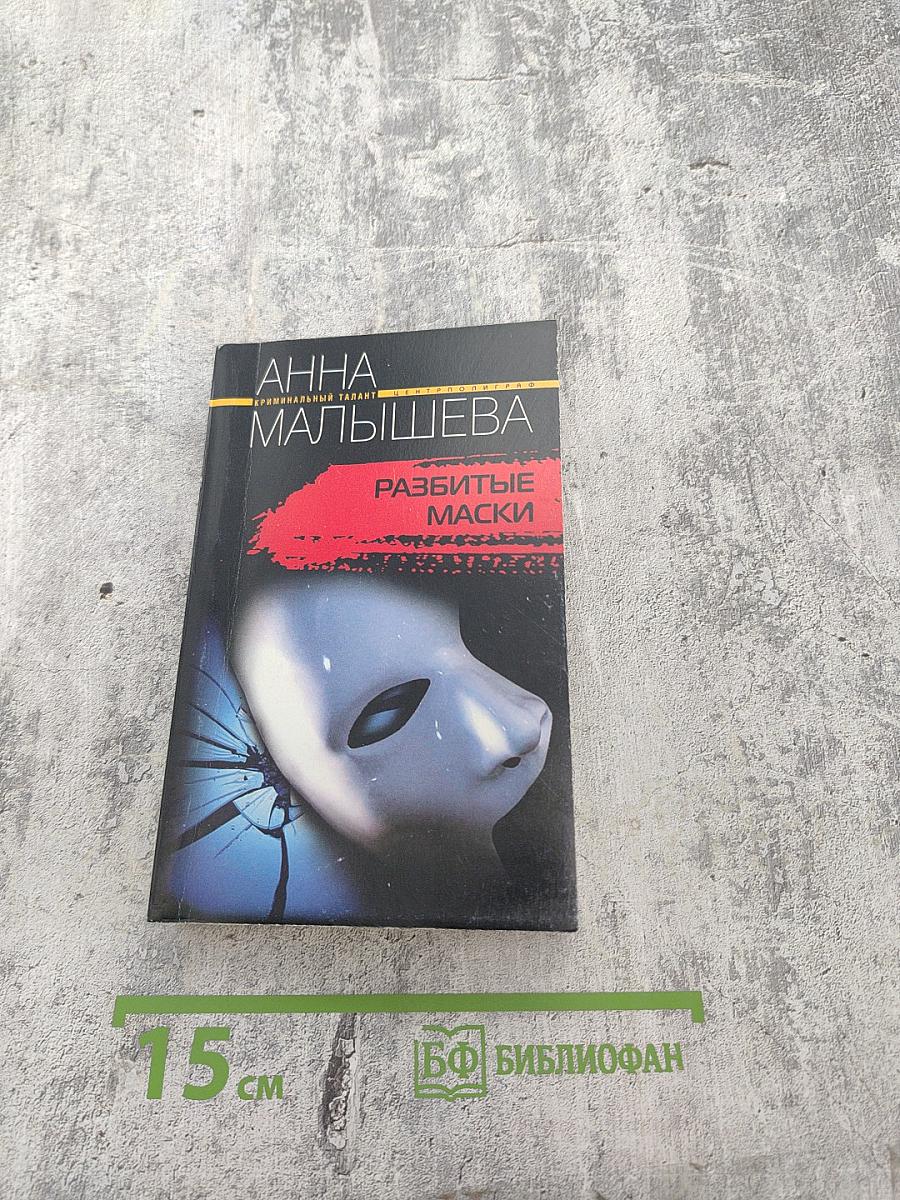 АННА
КРИМИНАЛЬНЫЙ ТАЛАНТ ЦЕНТРПОЛИГРАФ
МАЛЫШЕВА
РАЗБИТЫЕ
МАСКИ
15 см
БФ БИБЛИОФАН